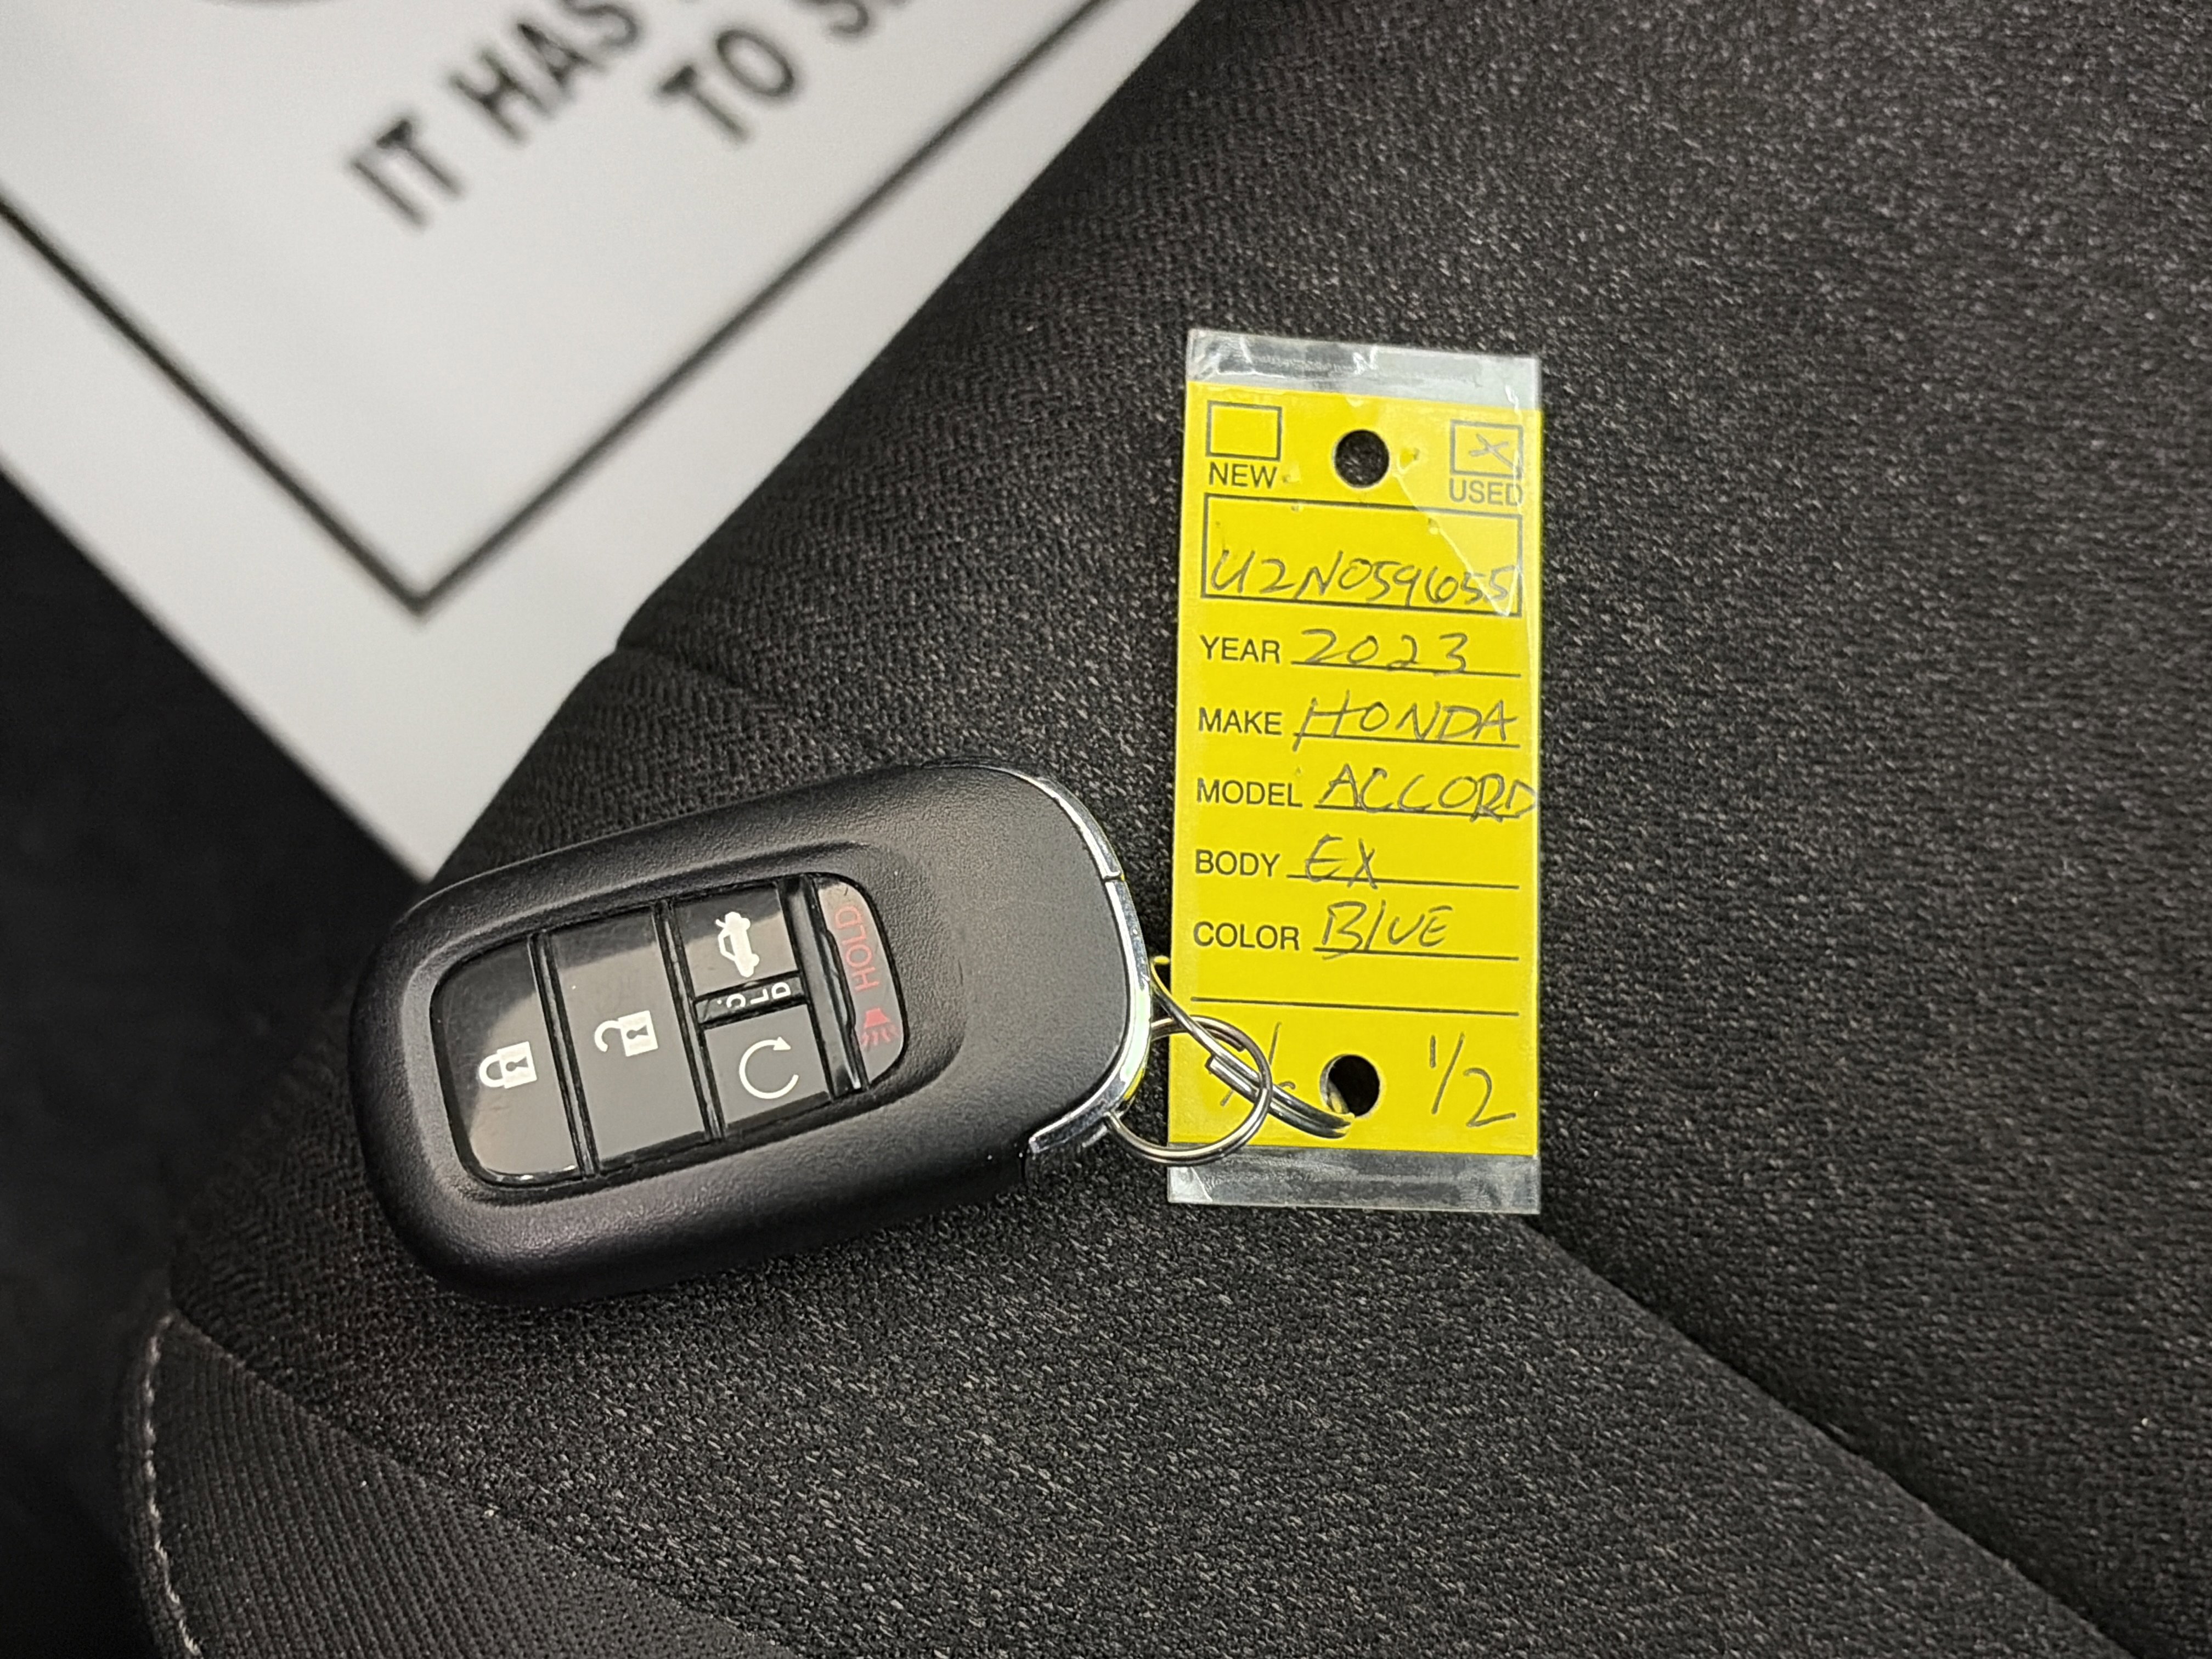 IT HAS
TO
NEW
X
USED
U2N059655
YEAR 2023
MAKE HONDA
MODEL ACCORD
BODY EX
COLOR BLUE
1/2
HOLD